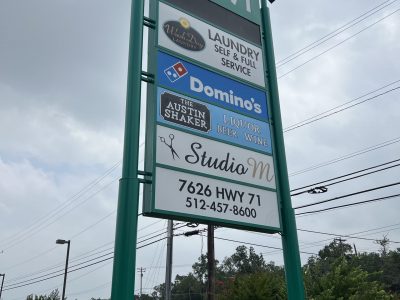 LAUNDRY
SELF & FULL
SERVICE
Domino's
THE
AUSTIN
SHAKER
LIQUOR
BEER • WINE
Studio M
7626 HWY 71
512-457-8600